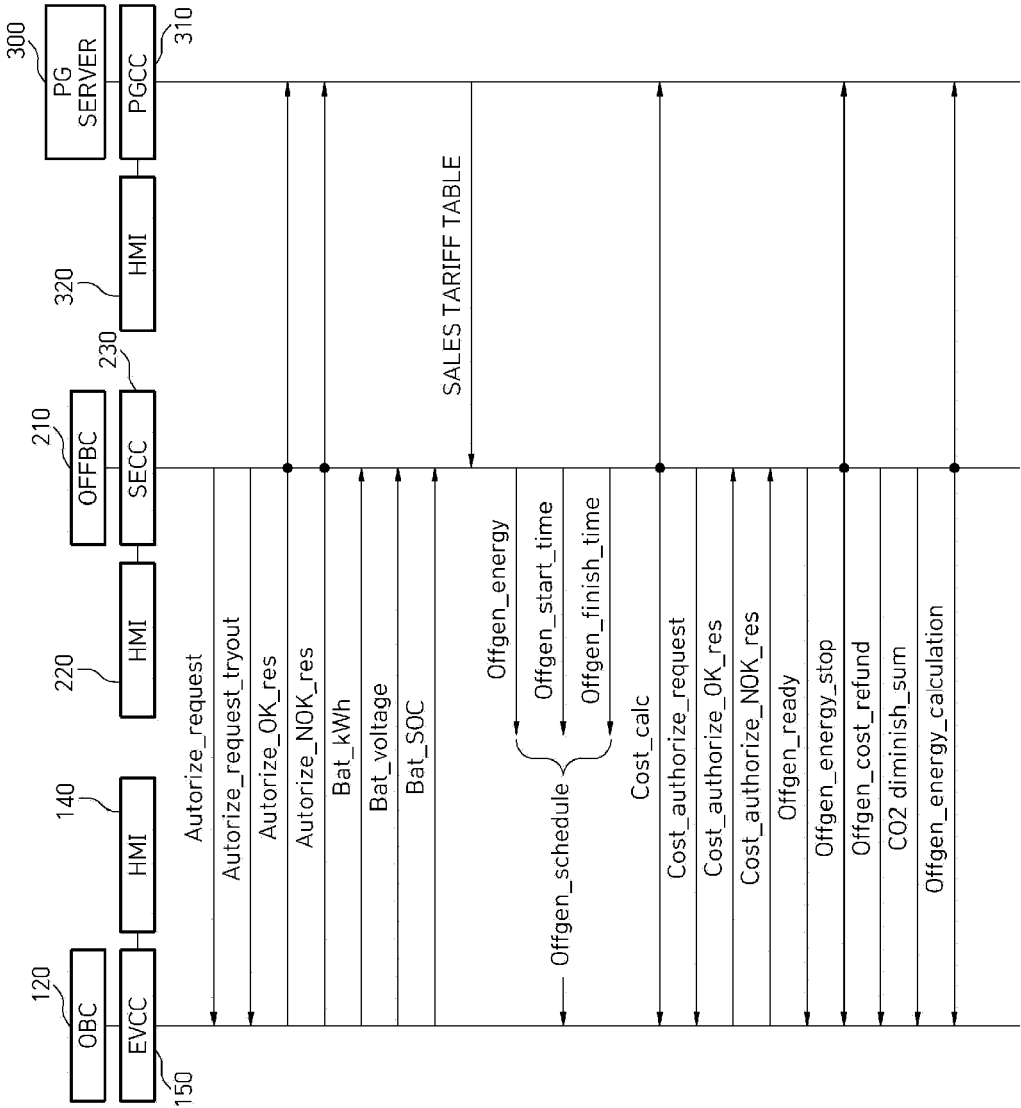 120
140
220
210
230
320
300
310
150
OBC
EVCC
HMI
HMI
OFFBC
SECC
HMI
PG
SERVER
PGCC
Autorize_request
Autorize_request_tryout
Autorize_OK_res
Autorize_NOK_res
Bat_kWh
Bat_voltage
Bat_SOC
SALES TARIFF TABLE
Offgen_energy
Offgen_start_time
Offgen_finish_time
Offgen_schedule
Cost_calc
Cost_authorize_request
Cost_authorize_OK_res
Cost_authorize_NOK_res
Offgen_ready
Offgen_energy_stop
Offgen_cost_refund
CO2 diminish_sum
Offgen_energy_calculation